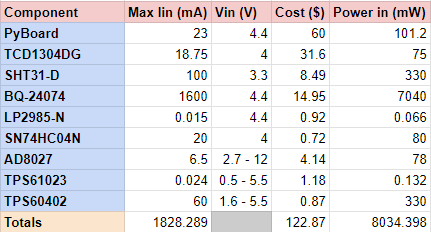 Component Max Iin (mA) Vin (V) Cost ($) Power in (mW)
PyBoard 23 4.4 60 101.2
TCD1304DG 18.75 4 31.6 75
SHT31-D 100 3.3 8.49 330
BQ-24074 1600 4.4 14.95 7040
LP2985-N 0.015 4.4 0.92 0.066
SN74HC04N 20 4 0.72 80
AD8027 6.5 2.7 - 12 4.14 78
TPS61023 0.024 0.5 - 5.5 1.18 0.132
TPS60402 60 1.6 - 5.5 0.87 330
Totals 1828.289 122.87 8034.398